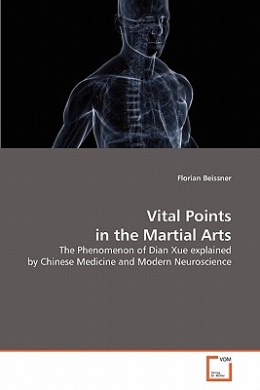 Florian Beissner
Vital Points
in the Martial Arts
The Phenomenon of Dian Xue explained
by Chinese Medicine and Modern Neuroscience
VDM